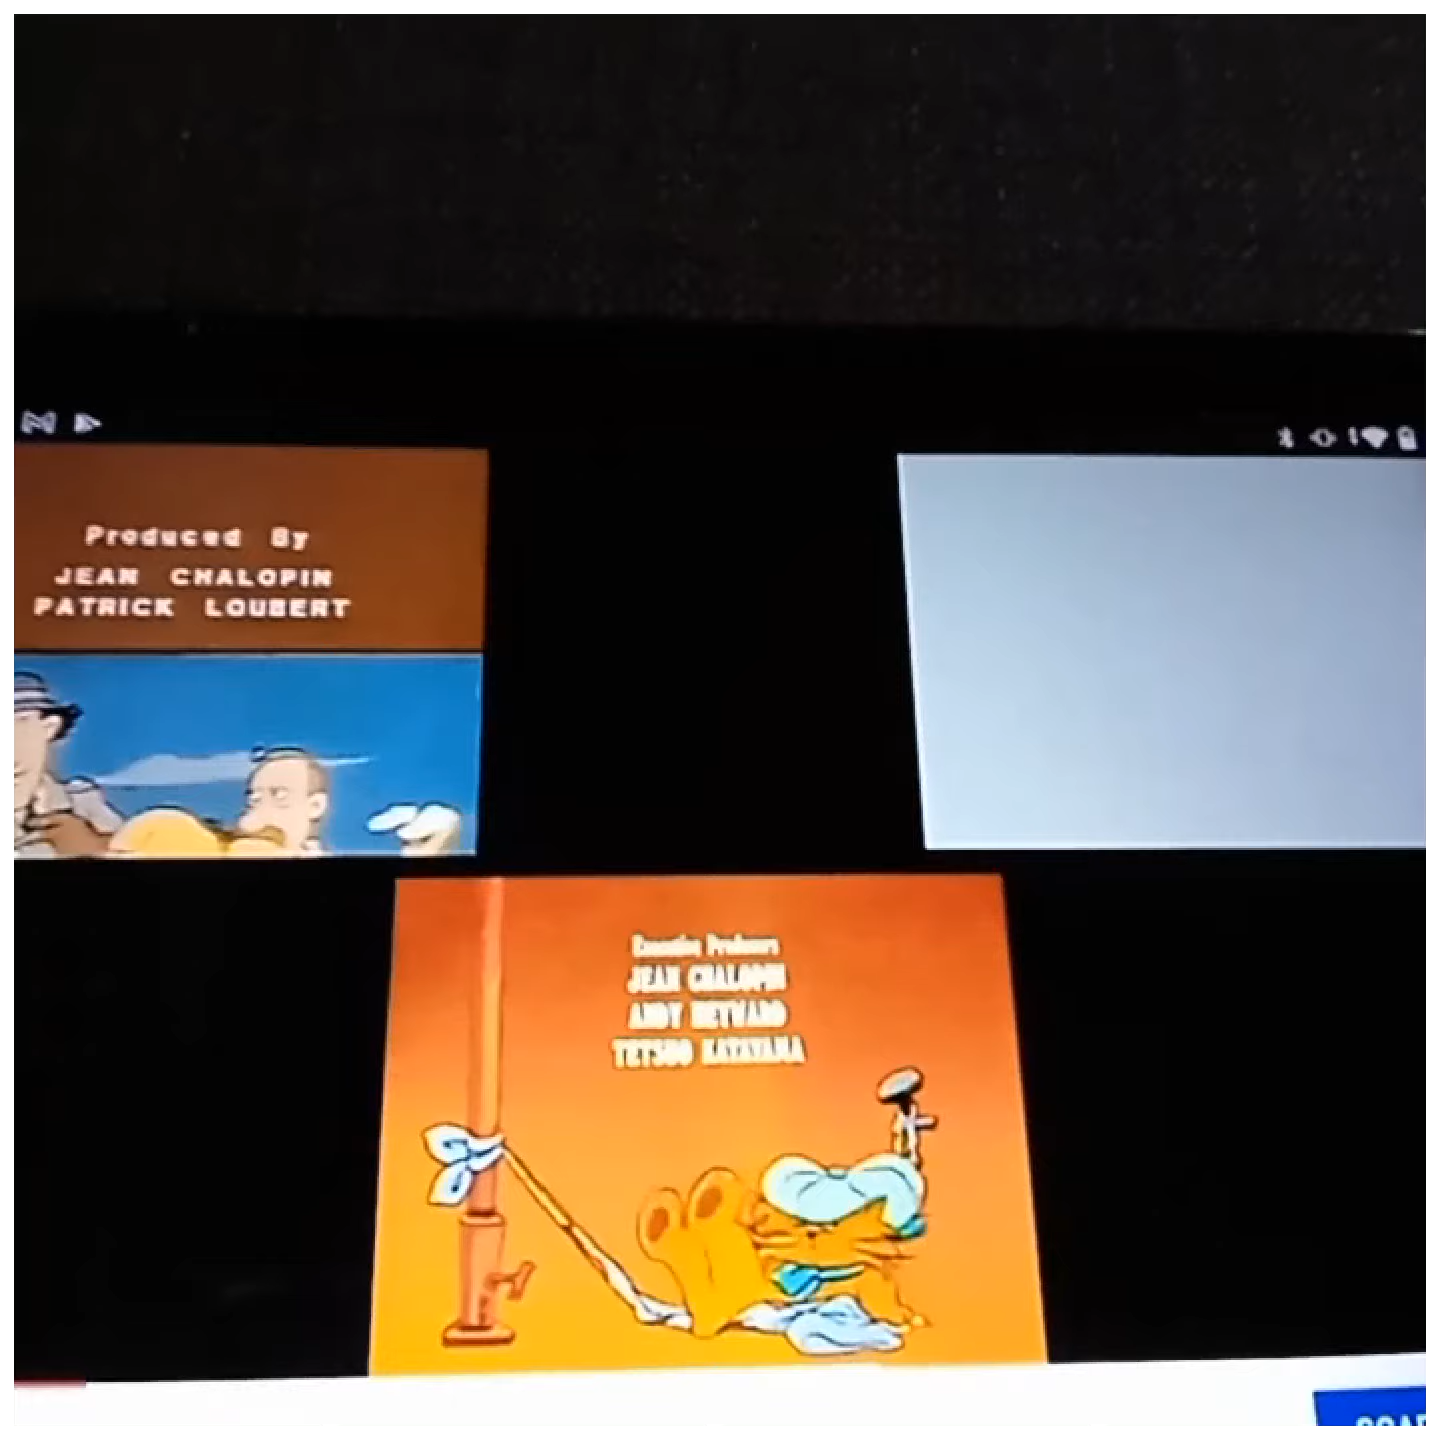 Produced By
JEAN CHALOPIN
PATRICK LOUBERT
Executive Producers
JEAN CHALOPIN
ANDY HEYWARD
TETSUO KATAYAMA